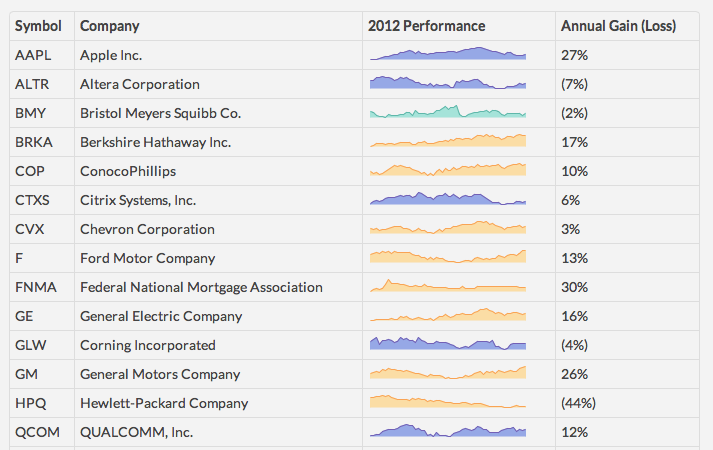 Symbol Company 2012 Performance Annual Gain (Loss)
AAPL Apple Inc. 27%
ALTR Altera Corporation (7%)
BMY Bristol Meyers Squibb Co. (2%)
BRKA Berkshire Hathaway Inc. 17%
COP ConocoPhillips 10%
CTXS Citrix Systems, Inc. 6%
CVX Chevron Corporation 3%
F Ford Motor Company 13%
FNMA Federal National Mortgage Association 30%
GE General Electric Company 16%
GLW Corning Incorporated (4%)
GM General Motors Company 26%
HPQ Hewlett-Packard Company (44%)
QCOM QUALCOMM, Inc. 12%